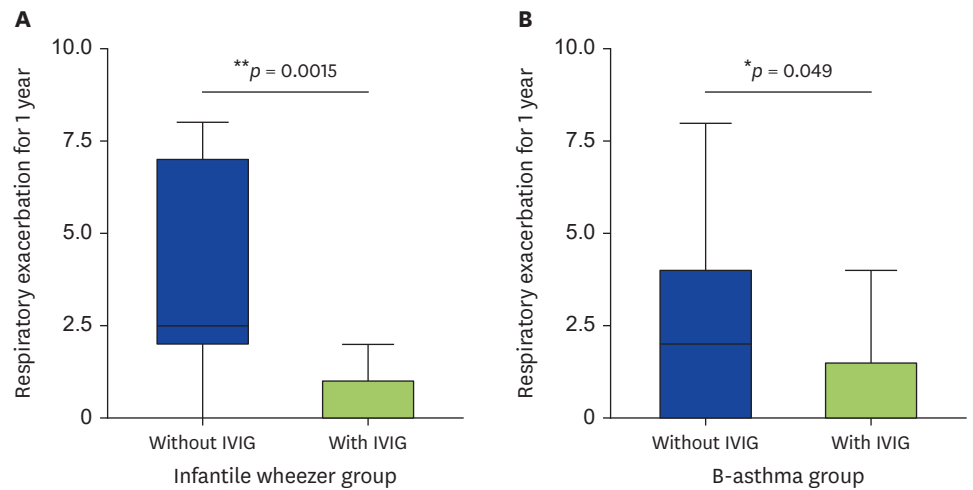 A
Respiratory exacerbation for 1 year
10.0
7.5
5.0
2.5
0
**p = 0.0015
Without IVIG
With IVIG
Infantile wheezer group
B
Respiratory exacerbation for 1 year
10.0
7.5
5.0
2.5
0
*p = 0.049
Without IVIG
With IVIG
B-asthma group